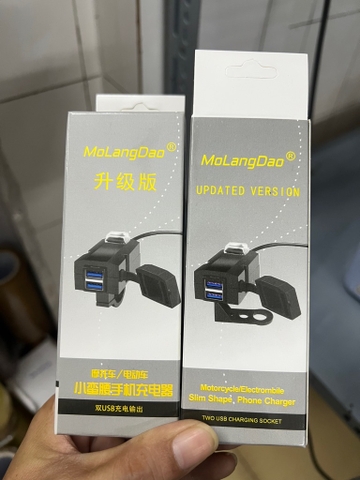 MoLangDao®
升级版
摩托车/电动车
小蛮腰手机充电器
双USB充电输出
MoLangDao®
UPDATED VERSION
Motorcycle/Electrombile
Slim Shape, Phone Charger
TWO USB CHARGING SOCKET